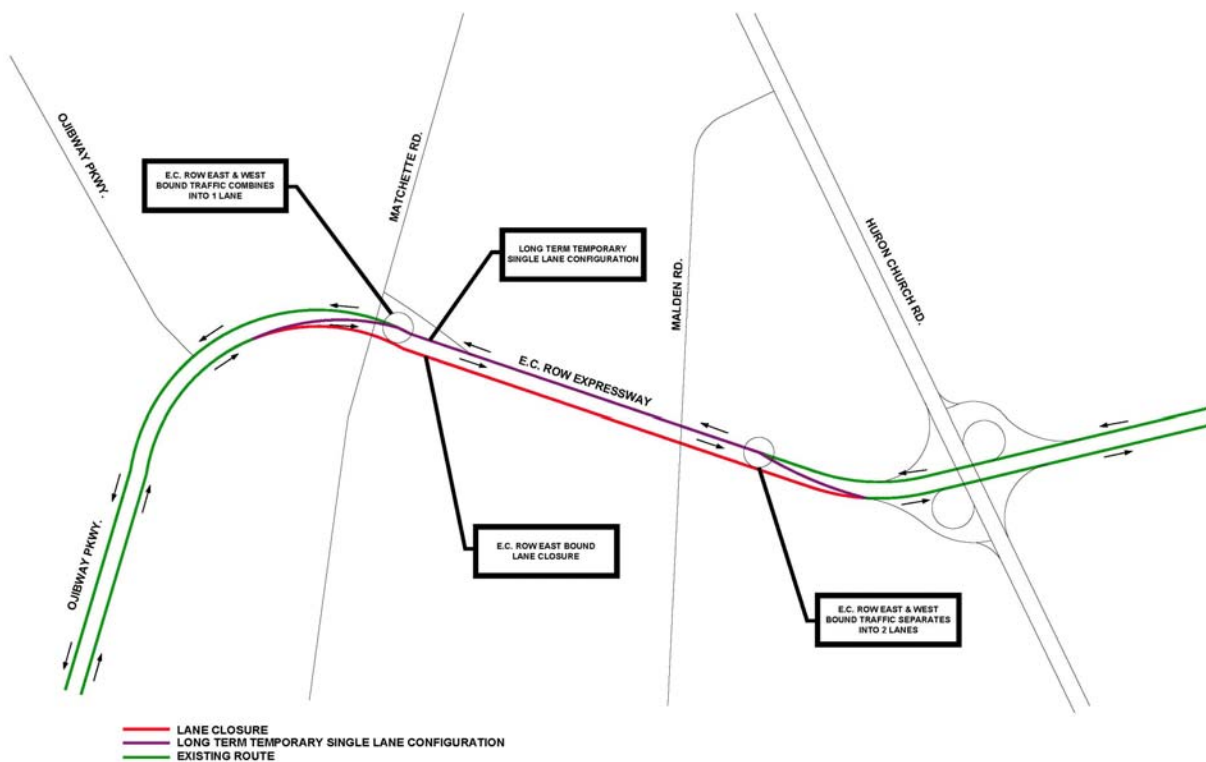 OJIBWAY PKWY.
MATCHETTE RD.
E.C. ROW EAST & WEST
BOUND TRAFFIC COMBINES
INTO 1 LANE
LONG TERM TEMPORARY
SINGLE LANE CONFIGURATION
MALDEN RD.
HURON CHURCH RD.
E.C. ROW EXPRESSWAY
OJIBWAY PKWY.
E.C. ROW EAST BOUND
LANE CLOSURE
E.C. ROW EAST & WEST
BOUND TRAFFIC SEPARATES
INTO 2 LANES
LANE CLOSURE
LONG TERM TEMPORARY SINGLE LANE CONFIGURATION
EXISTING ROUTE